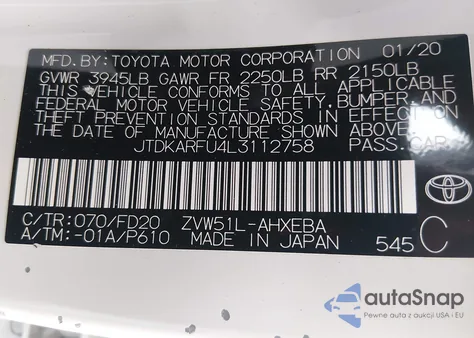 MFD.BY:TOYOTA MOTOR CORPORATION 01/20
GVWR 3945LB GAWR FR 2250LB RR 2150LB
THIS VEHICLE CONFORMS TO ALL APPLICABLE
FEDERAL MOTOR VEHICLE SAFETY, BUMPER, AND
THEFT PREVENTION STANDARDS IN EFFECT ON
THE DATE OF MANUFACTURE SHOWN ABOVE.
JTDKARFU4L3112758 PASS.CAR
TOYOTA
C/TR:070/FD20 ZVW51L-AHXEBA
A/TM:-01A/P610 MADE IN JAPAN 545 C
autoSnap
Pewne auta z aukcji USA i EU